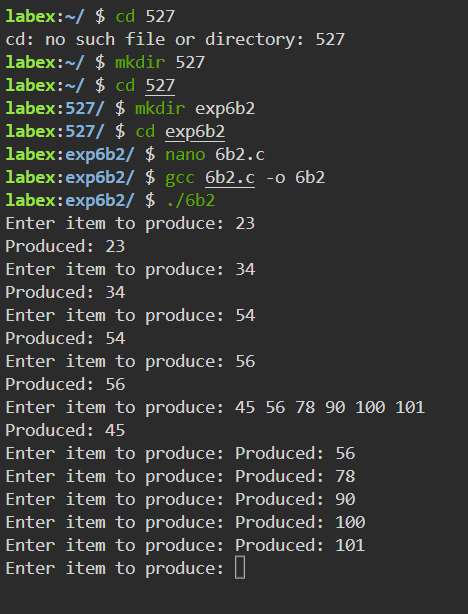 labex:~/ $ cd 527
cd: no such file or directory: 527
labex:~/ $ mkdir 527
labex:~/ $ cd 527
labex:527/ $ mkdir exp6b2
labex:527/ $ cd exp6b2
labex:exp6b2/ $ nano 6b2.c
labex:exp6b2/ $ gcc 6b2.c -o 6b2
labex:exp6b2/ $ ./6b2
Enter item to produce: 23
Produced: 23
Enter item to produce: 34
Produced: 34
Enter item to produce: 54
Produced: 54
Enter item to produce: 56
Produced: 56
Enter item to produce: 45 56 78 90 100 101
Produced: 45
Enter item to produce: Produced: 56
Enter item to produce: Produced: 78
Enter item to produce: Produced: 90
Enter item to produce: Produced: 100
Enter item to produce: Produced: 101
Enter item to produce: